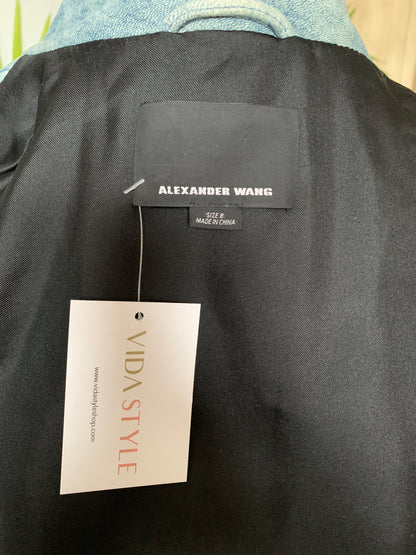 ALEXANDER WANG
SIZE 8
MADE IN CHINA
VIDA STYLE
www.vidastyleshop.com